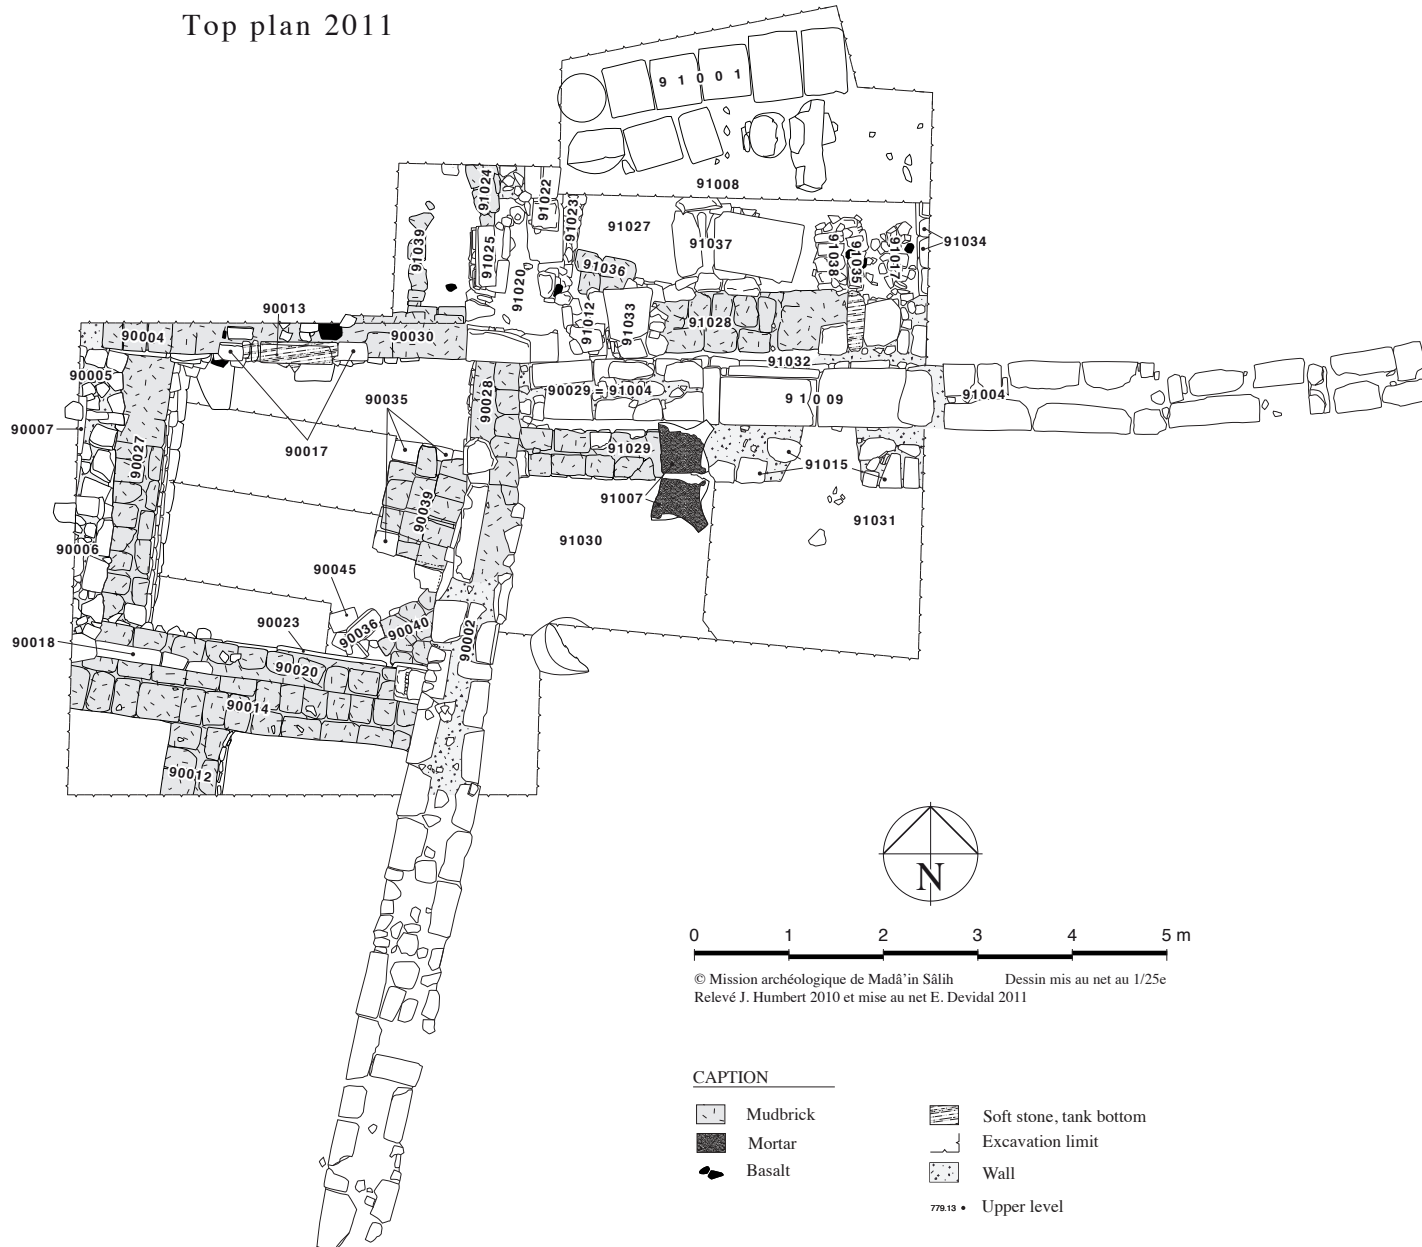 Top plan 2011
9 1 0 0 1
91008
91024
91022
91023
91027
91037
91039
91025
91020
91036
91038
91035
91017
91034
90013
90004
90030
91012
91033
91028
91032
90005
90035
90028
90029 = 91004
9 1 0 09
91004
90007
90027
90017
91029
91015
91007
90039
91031
90006
91030
90045
90023
90036
90040
90002
90018
90020
90014
90012
N
0 1 2 3 4 5 m
© Mission archéologique de Madâ'in Sâlih Dessin mis au net au 1/25e
Relevé J. Humbert 2010 et mise au net E. Devidal 2011
CAPTION
Mudbrick
Mortar
Basalt
Soft stone, tank bottom
Excavation limit
Wall
779.13 Upper level